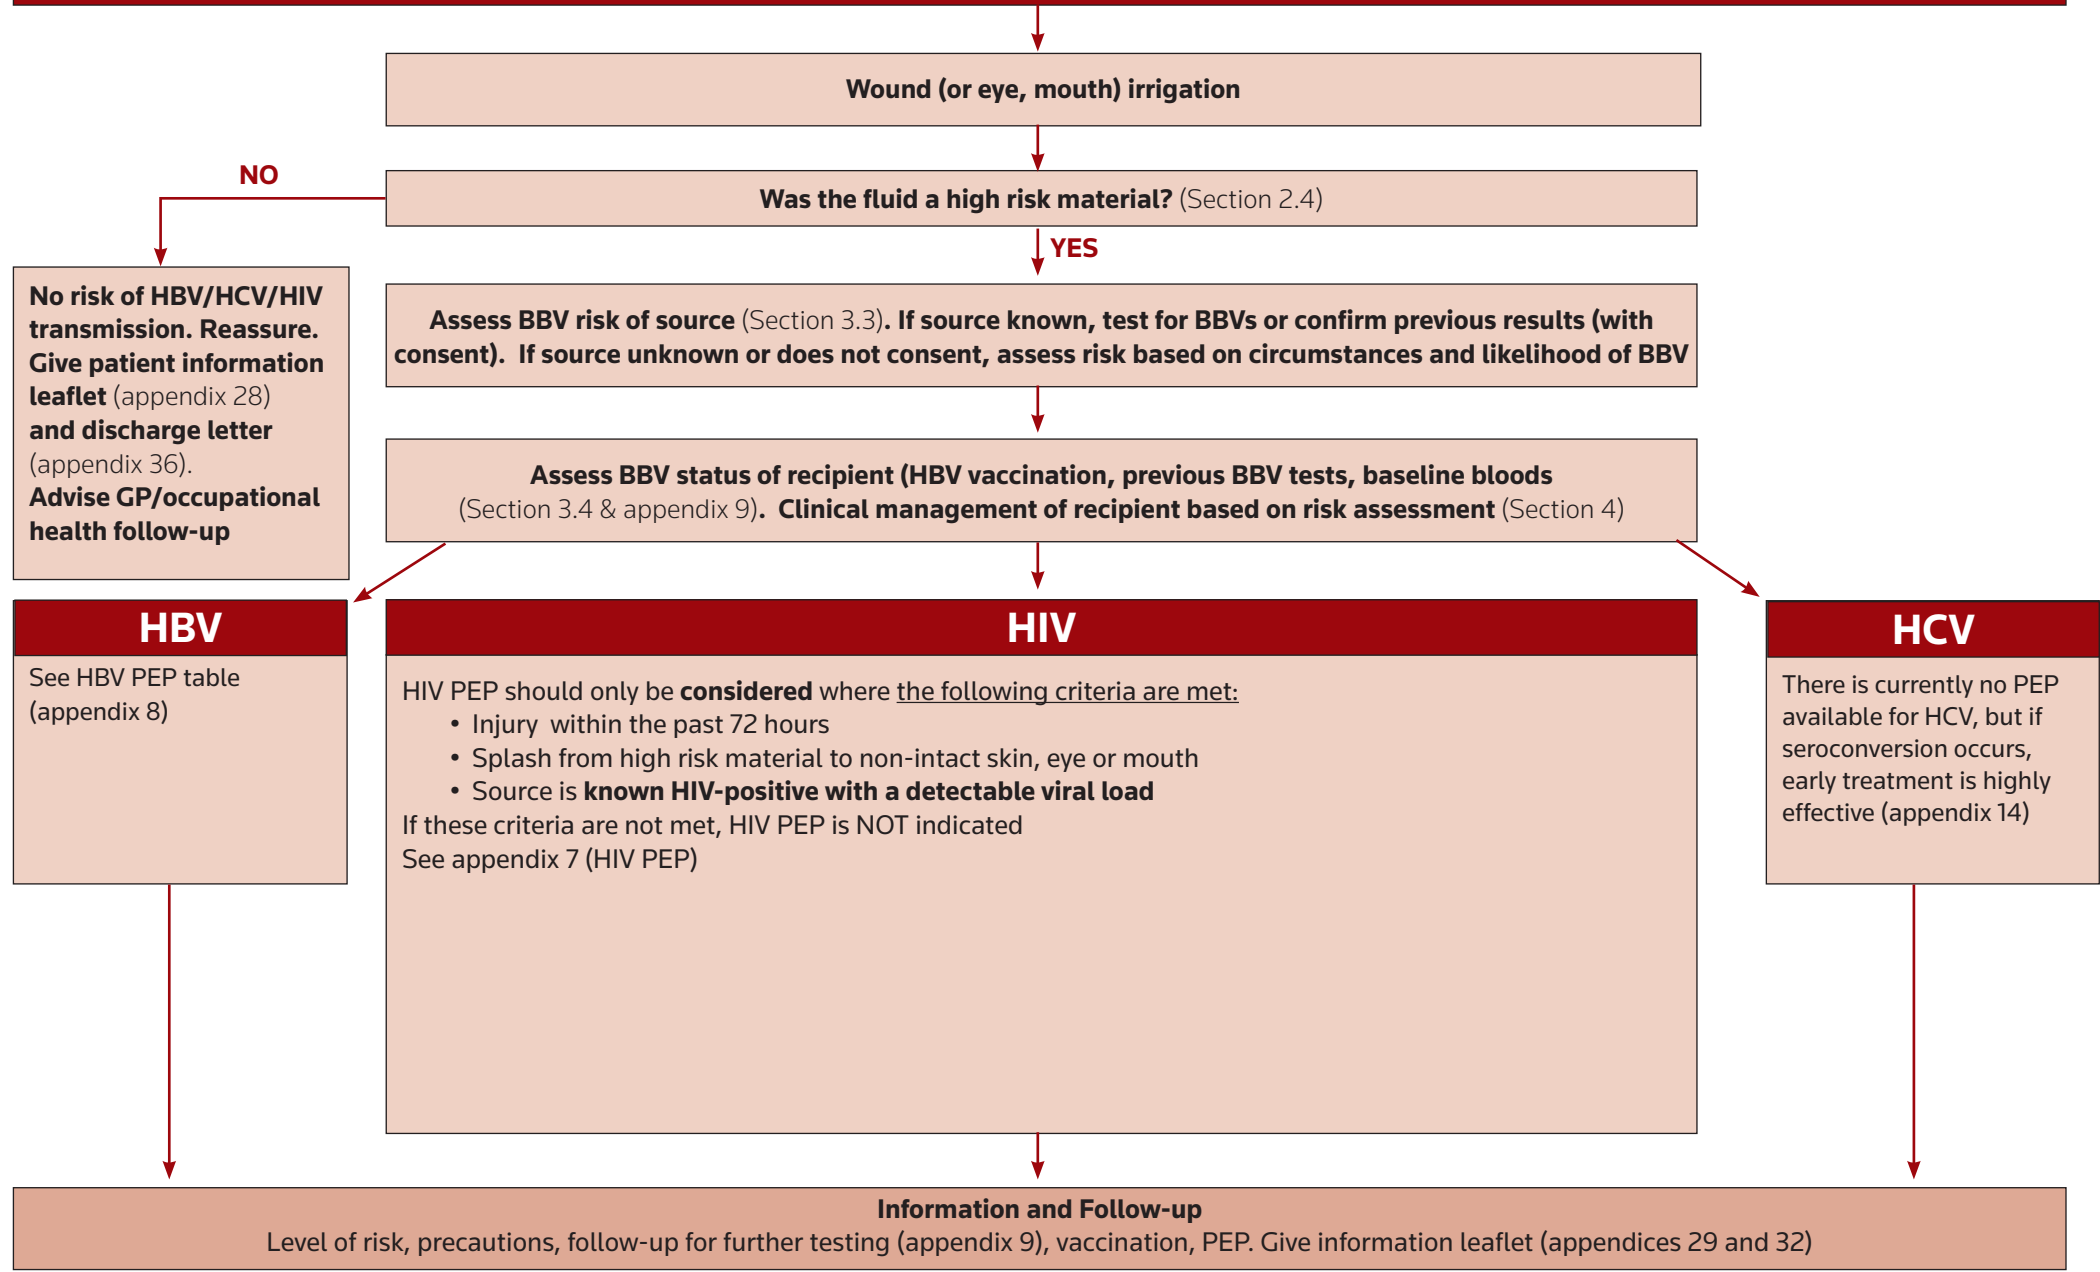 Wound (or eye, mouth) irrigation
NO
Was the fluid a high risk material? (Section 2.4)
YES
No risk of HBV/HCV/HIV
transmission. Reassure.
Give patient information
leaflet (appendix 28)
and discharge letter
(appendix 36).
Advise GP/occupational
health follow-up
Assess BBV risk of source (Section 3.3). If source known, test for BBVs or confirm previous results (with
consent).  If source unknown or does not consent, assess risk based on circumstances and likelihood of BBV
Assess BBV status of recipient (HBV vaccination, previous BBV tests, baseline bloods
(Section 3.4 & appendix 9).  Clinical management of recipient based on risk assessment (Section 4)
HBV
See HBV PEP table
(appendix 8)
HIV
HIV PEP should only be considered where the following criteria are met:
• Injury  within the past 72 hours
• Splash from high risk material to non-intact skin, eye or mouth
• Source is known HIV-positive with a detectable viral load
If these criteria are not met, HIV PEP is NOT indicated
See appendix 7 (HIV PEP)
HCV
There is currently no PEP
available for HCV, but if
seroconversion occurs,
early treatment is highly
effective (appendix 14)
Information and Follow-up
Level of risk, precautions, follow-up for further testing (appendix 9), vaccination, PEP. Give information leaflet (appendices 29 and 32)